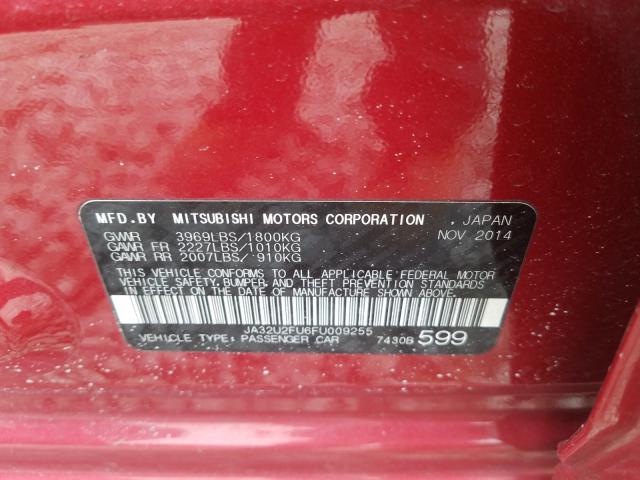 MFD.BY MITSUBISHI MOTORS CORPORATION JAPAN
GVWR 3969LBS/1800KG NOV 2014
GAWR FR 2227LBS/1010KG
GAWR RR 2007LBS/ 910KG
THIS VEHICLE CONFORMS TO ALL APPLICABLE FEDERAL MOTOR
VEHICLE SAFETY,BUMPER,AND THEFT PREVENTION STANDARDS
IN EFFECT ON THE DATE OF MANUFACTURE SHOWN ABOVE.
JA32U2FU6FU009255
VEHICLE TYPE: PASSENGER CAR 7430B 599